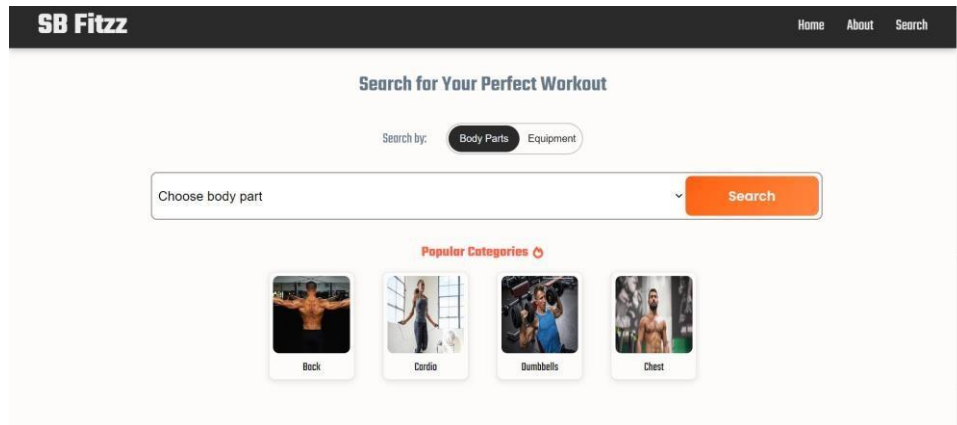 SB Fitzz
Home About Search
Search for Your Perfect Workout
Search by: Body Parts Equipment
Choose body part Search
Popular Categories
Back Cardio Dumbbells Chest